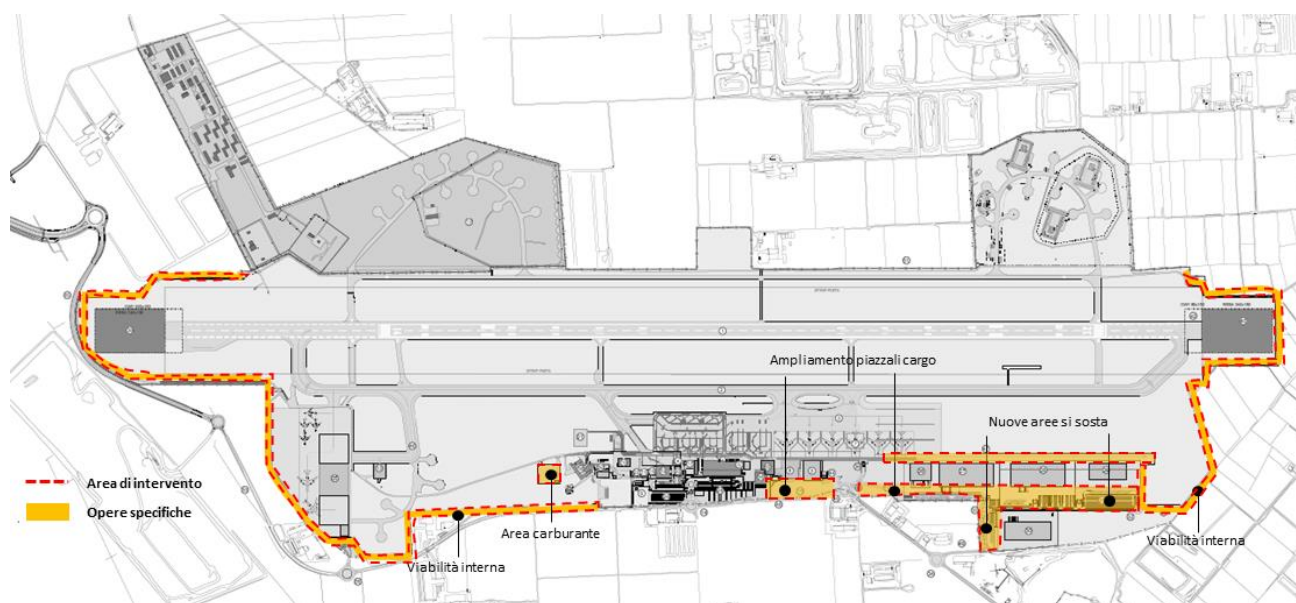 Ampliamento piazzali cargo
Nuove aree si sosta
Area di intervento
Opere specifiche
Area carburante
Viabilità interna
Viabilità interna